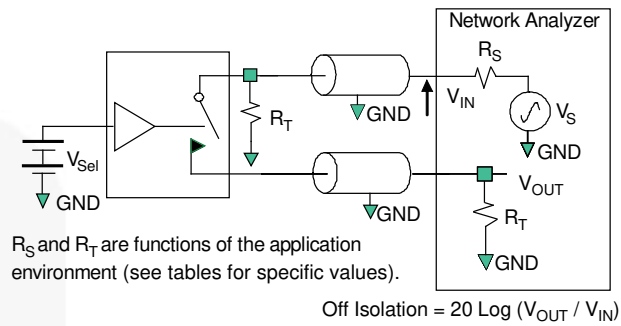 Network Analyzer
R_S
V_IN
V_S
GND
GND
R_T
V_Sel
GND
V_OUT
GND
R_T
GND
R_S and R_T are functions of the application
environment (see tables for specific values).
Off Isolation = 20 Log (V_OUT / V_IN)